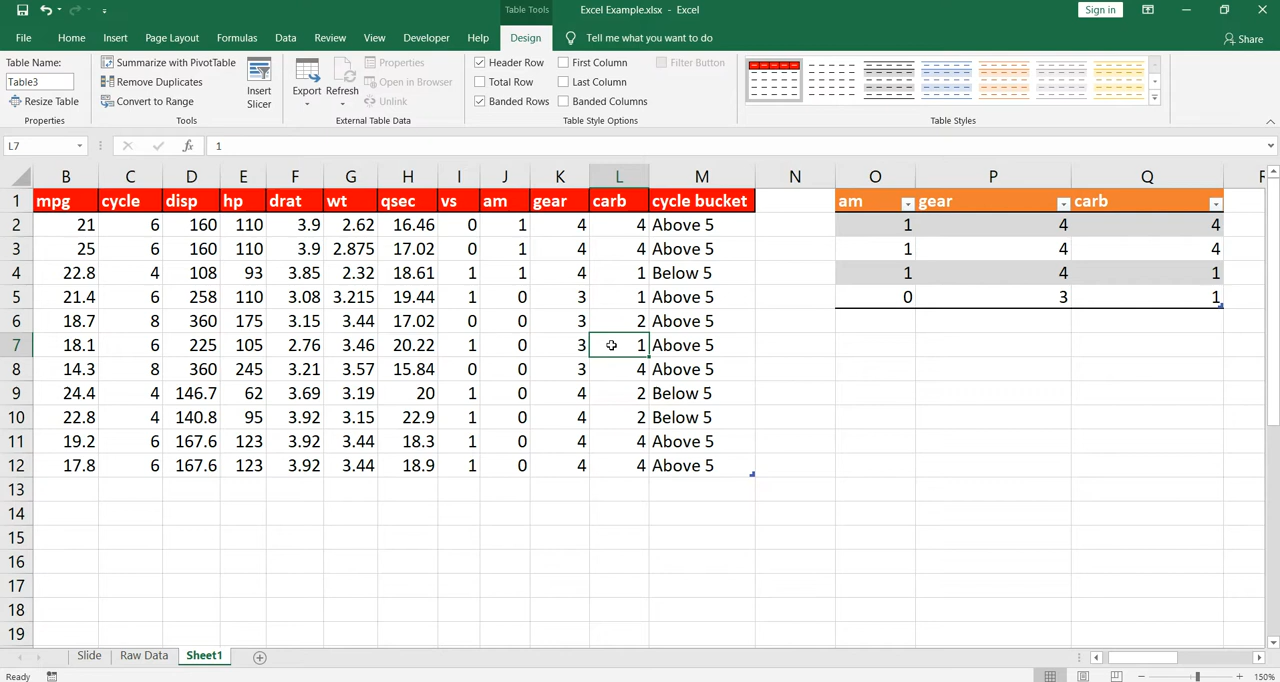 Table Tools Excel Example.xlsx - Excel Sign in
File Home Insert Page Layout Formulas Data Review View Developer Help Design Tell me what you want to do Share
Table Name:
Table3
Resize Table
Properties
Summarize with PivotTable
Remove Duplicates
Convert to Range
Tools
Insert
Slicer
Export Refresh
Properties
Open in Browser
Unlink
External Table Data
Header Row First Column Filter Button
Total Row Last Column
Banded Rows Banded Columns
Table Style Options
Table Styles
L7 fx 1
B C D E F G H I J K L M N O P Q
1 mpg cycle disp hp drat wt qsec vs am gear carb cycle bucket am gear carb
2 21 6 160 110 3.9 2.62 16.46 0 1 4 4 Above 5 1 4 4
3 25 6 160 110 3.9 2.875 17.02 0 1 4 4 Above 5 1 4 4
4 22.8 4 108 93 3.85 2.32 18.61 1 1 4 1 Below 5 1 4 1
5 21.4 6 258 110 3.08 3.215 19.44 1 0 3 1 Above 5 0 3 1
6 18.7 8 360 175 3.15 3.44 17.02 0 0 3 2 Above 5
7 18.1 6 225 105 2.76 3.46 20.22 1 0 3 1 Above 5
8 14.3 8 360 245 3.21 3.57 15.84 0 0 3 4 Above 5
9 24.4 4 146.7 62 3.69 3.19 20 1 0 4 2 Below 5
10 22.8 4 140.8 95 3.92 3.15 22.9 1 0 4 2 Below 5
11 19.2 6 167.6 123 3.92 3.44 18.3 1 0 4 4 Above 5
12 17.8 6 167.6 123 3.92 3.44 18.9 1 0 4 4 Above 5
13
14
15
16
17
18
19
Slide Raw Data Sheet1
Ready 150%